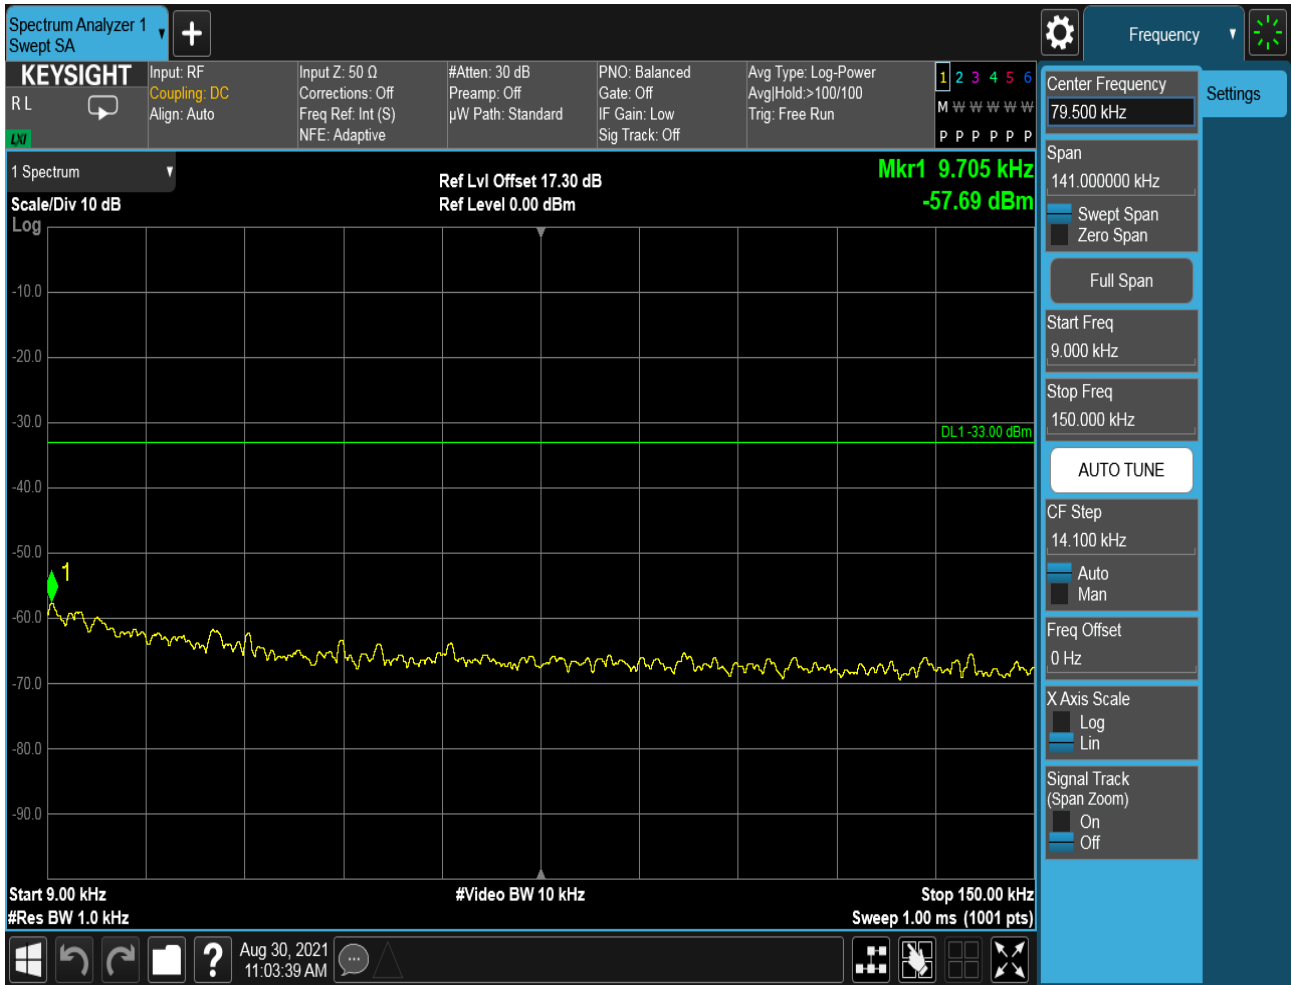 Spectrum Analyzer 1
Swept SA
Frequency
KEYSIGHT
R L
LXI
Input: RF
Coupling: DC
Align: Auto
Input Z: 50 Ω
Corrections: Off
Freq Ref: Int (S)
NFE: Adaptive
#Atten: 30 dB
Preamp: Off
µW Path: Standard
PNO: Balanced
Gate: Off
IF Gain: Low
Sig Track: Off
Avg Type: Log-Power
Avg|Hold:>100/100
Trig: Free Run
1 2 3 4 5 6
M W W W W W
P P P P P P
1 Spectrum
Scale/Div 10 dB
Log
Ref Lvl Offset 17.30 dB
Ref Level 0.00 dBm
Mkr1 9.705 kHz
-57.69 dBm
-10.0
-20.0
-30.0
DL1 -33.00 dBm
-40.0
-50.0
1
-60.0
-70.0
-80.0
-90.0
Start 9.00 kHz
#Res BW 1.0 kHz
#Video BW 10 kHz
Stop 150.00 kHz
Sweep 1.00 ms (1001 pts)
Aug 30, 2021
11:03:39 AM
Center Frequency
79.500 kHz
Settings
Span
141.000000 kHz
Swept Span
Zero Span
Full Span
Start Freq
9.000 kHz
Stop Freq
150.000 kHz
AUTO TUNE
CF Step
14.100 kHz
Auto
Man
Freq Offset
0 Hz
X Axis Scale
Log
Lin
Signal Track
(Span Zoom)
On
Off